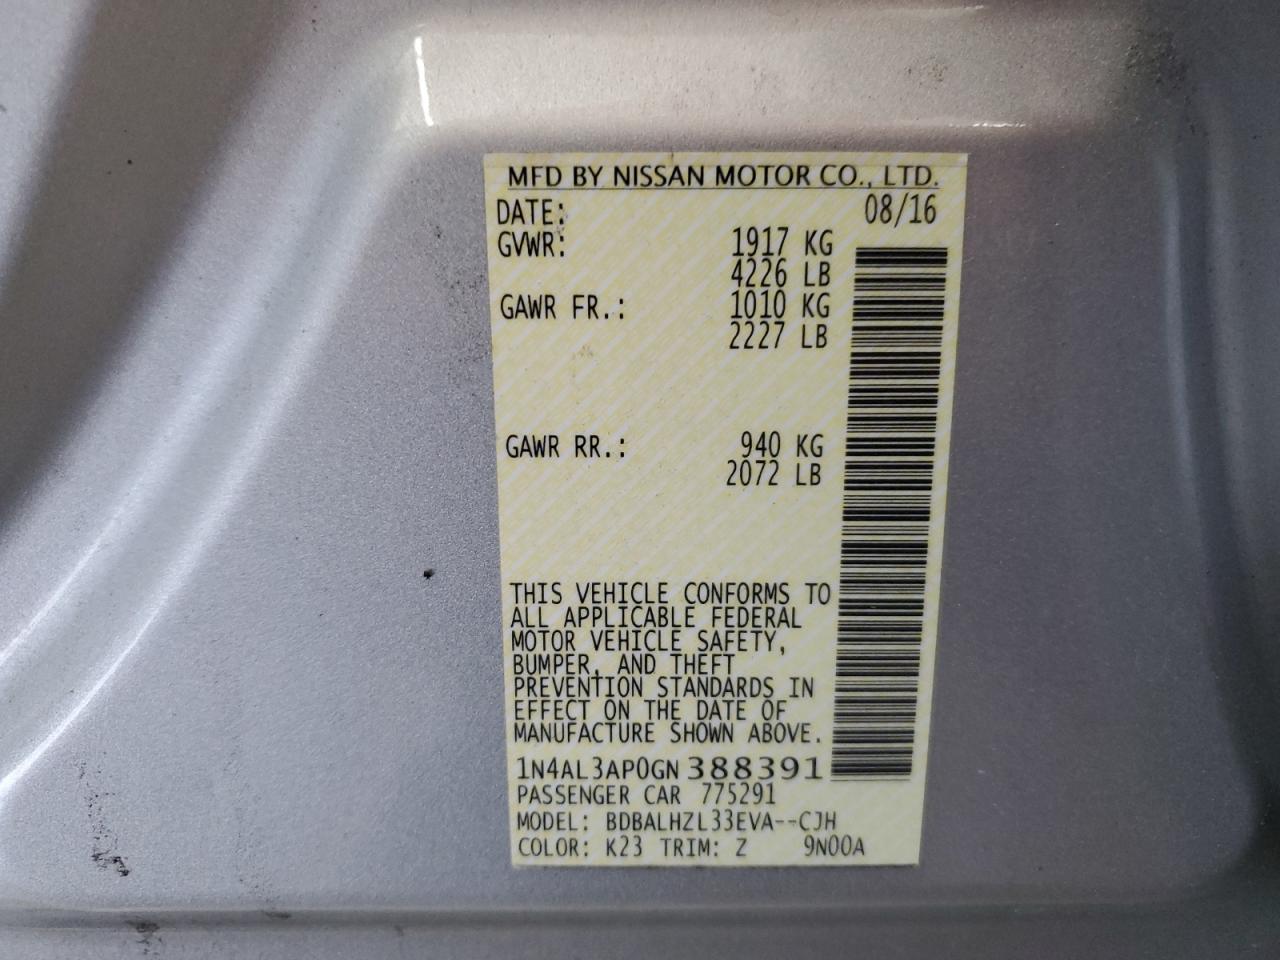 MFD BY NISSAN MOTOR CO., LTD.
DATE: 08/16
GVWR: 1917 KG
4226 LB
GAWR FR.: 1010 KG
2227 LB
GAWR RR.: 940 KG
2072 LB
THIS VEHICLE CONFORMS TO
ALL APPLICABLE FEDERAL
MOTOR VEHICLE SAFETY,
BUMPER, AND THEFT
PREVENTION STANDARDS IN
EFFECT ON THE DATE OF
MANUFACTURE SHOWN ABOVE.
1N4AL3AP0GN388391
PASSENGER CAR 775291
MODEL: BDBALHZL33EVA--CJH
COLOR: K23 TRIM: Z 9N00A